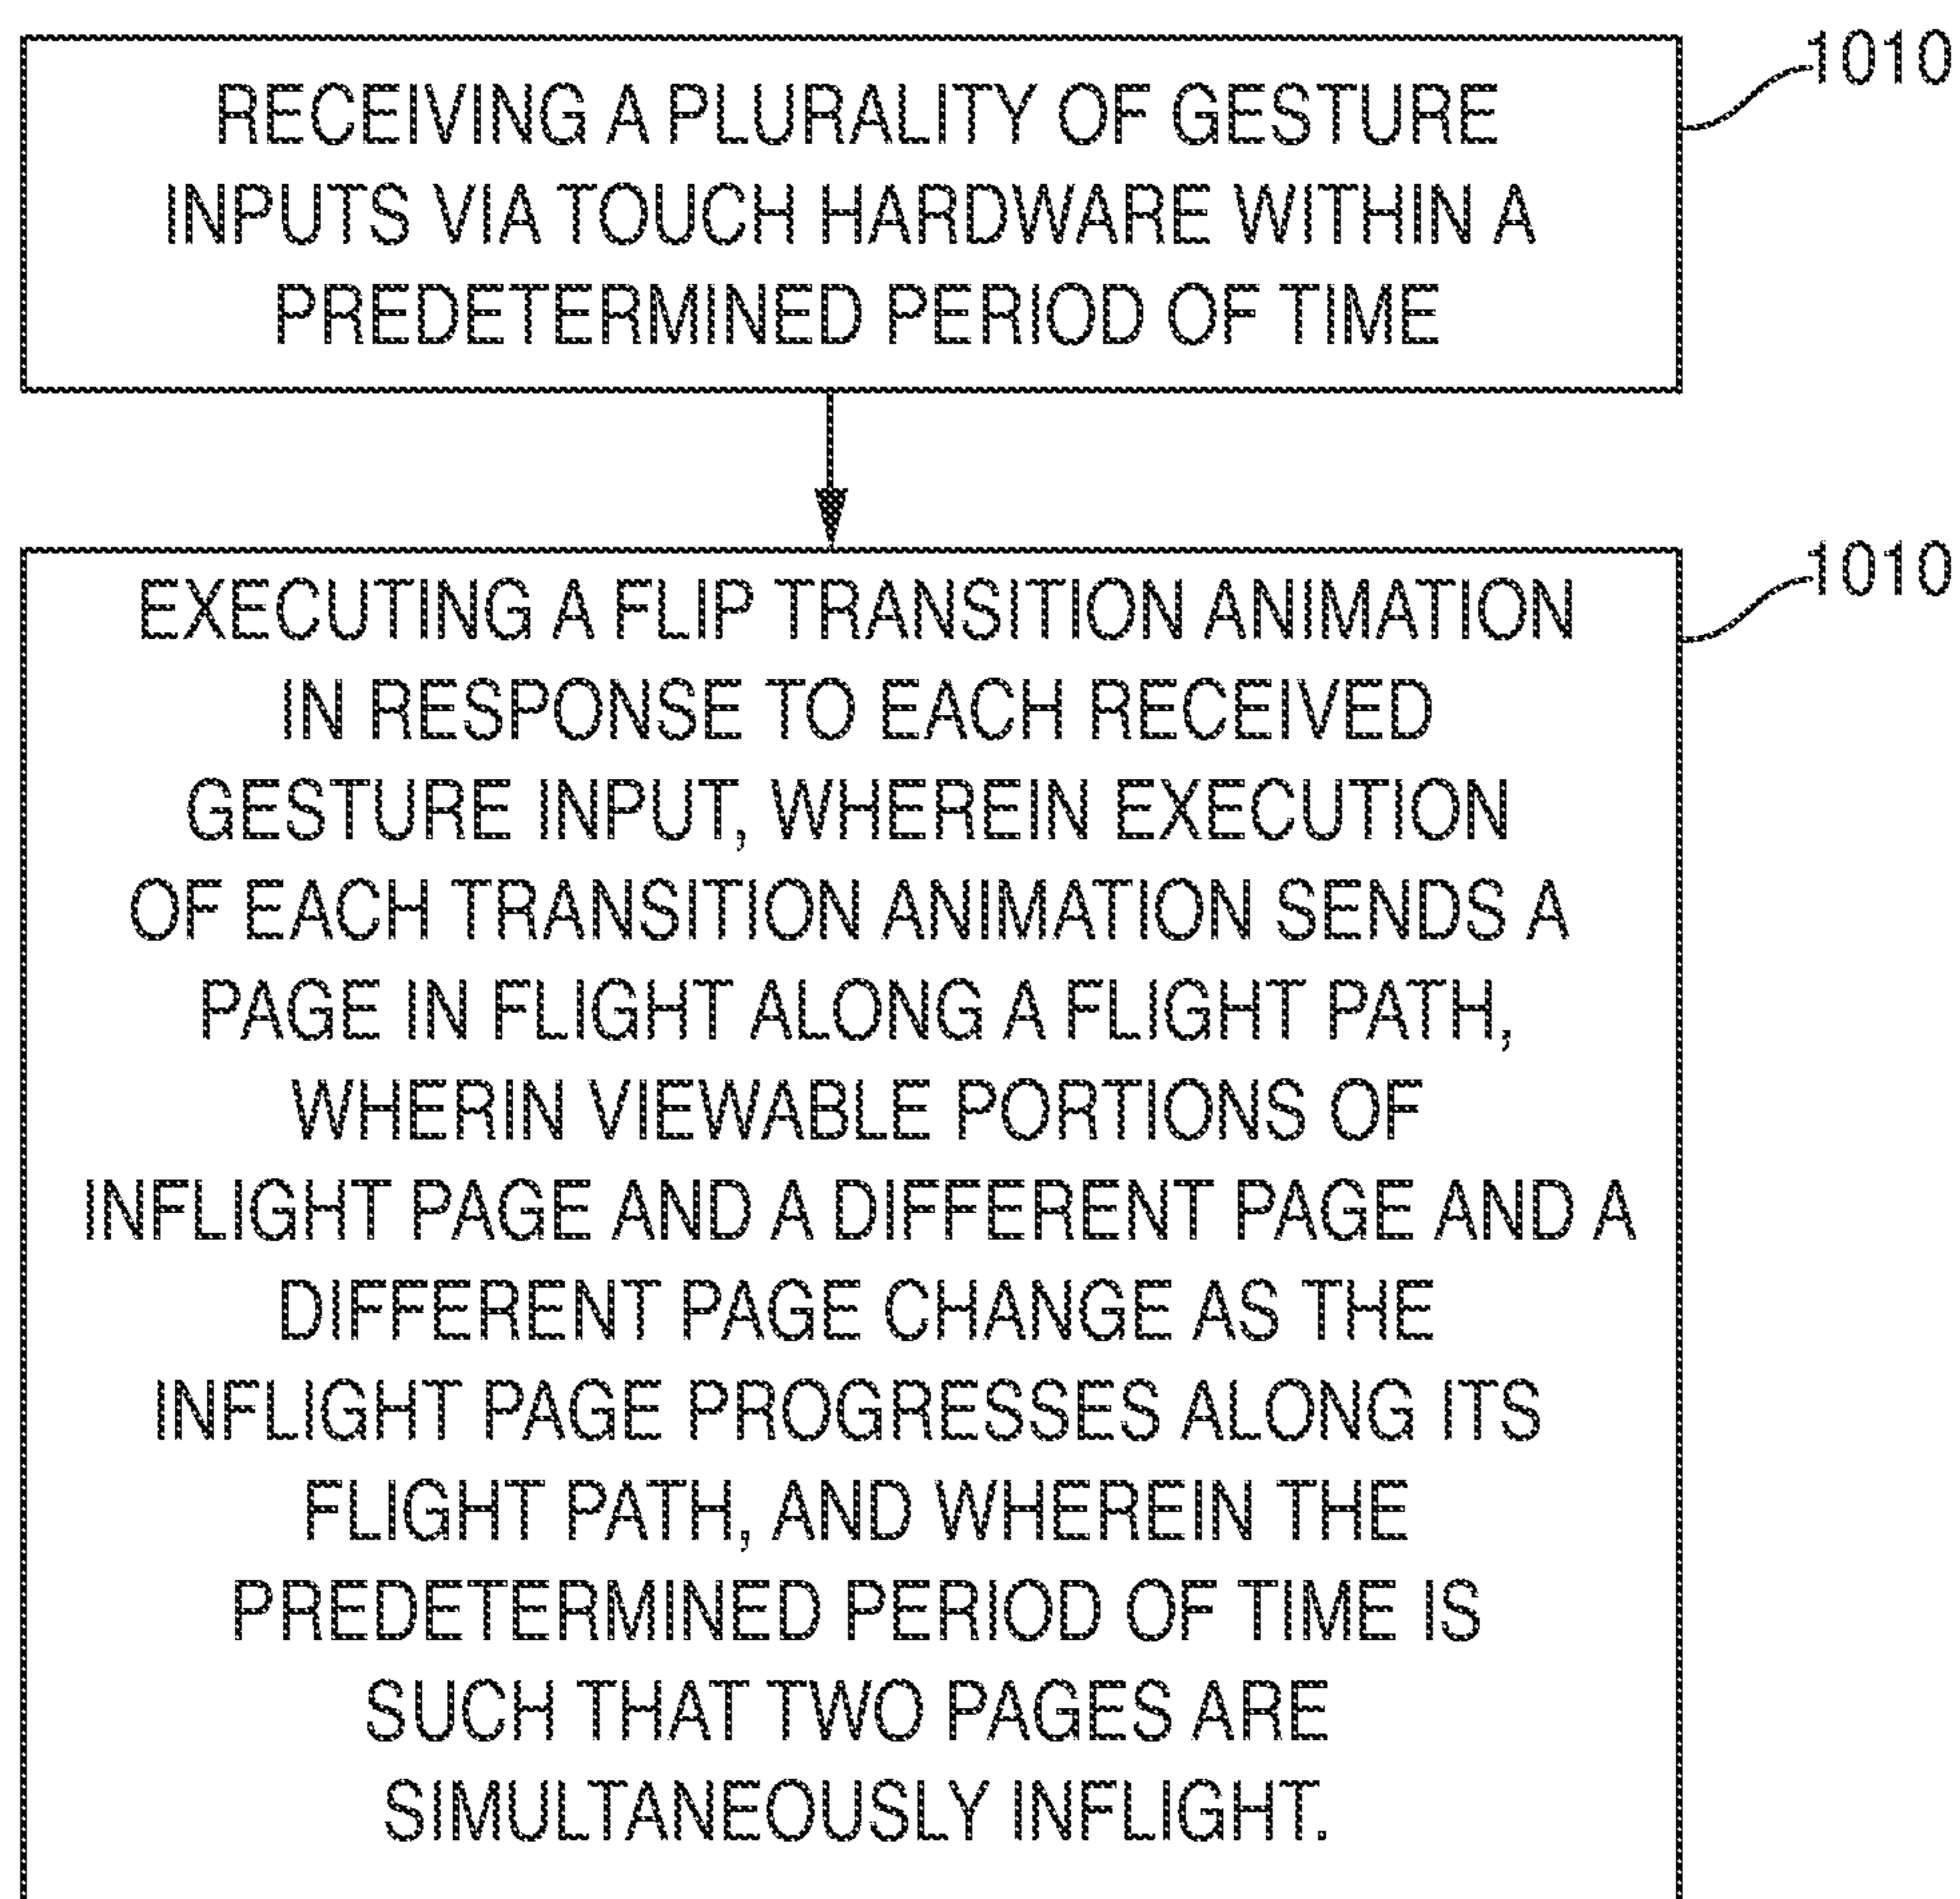 RECEIVING A PLURALITY OF GESTURE
INPUTS VIA TOUCH HARDWARE WITHIN A
PREDETERMINED PERIOD OF TIME
1010
EXECUTING A FLIP TRANSITION ANIMATION
IN RESPONSE TO EACH RECEIVED
GESTURE INPUT, WHEREIN EXECUTION
OF EACH TRANSITION ANIMATION SENDS A
PAGE IN FLIGHT ALONG A FLIGHT PATH,
WHERIN VIEWABLE PORTIONS OF
INFLIGHT PAGE AND A DIFFERENT PAGE AND A
DIFFERENT PAGE CHANGE AS THE
INFLIGHT PAGE PROGRESSES ALONG ITS
FLIGHT PATH, AND WHEREIN THE
PREDETERMINED PERIOD OF TIME IS
SUCH THAT TWO PAGES ARE
SIMULTANEOUSLY INFLIGHT.
1010